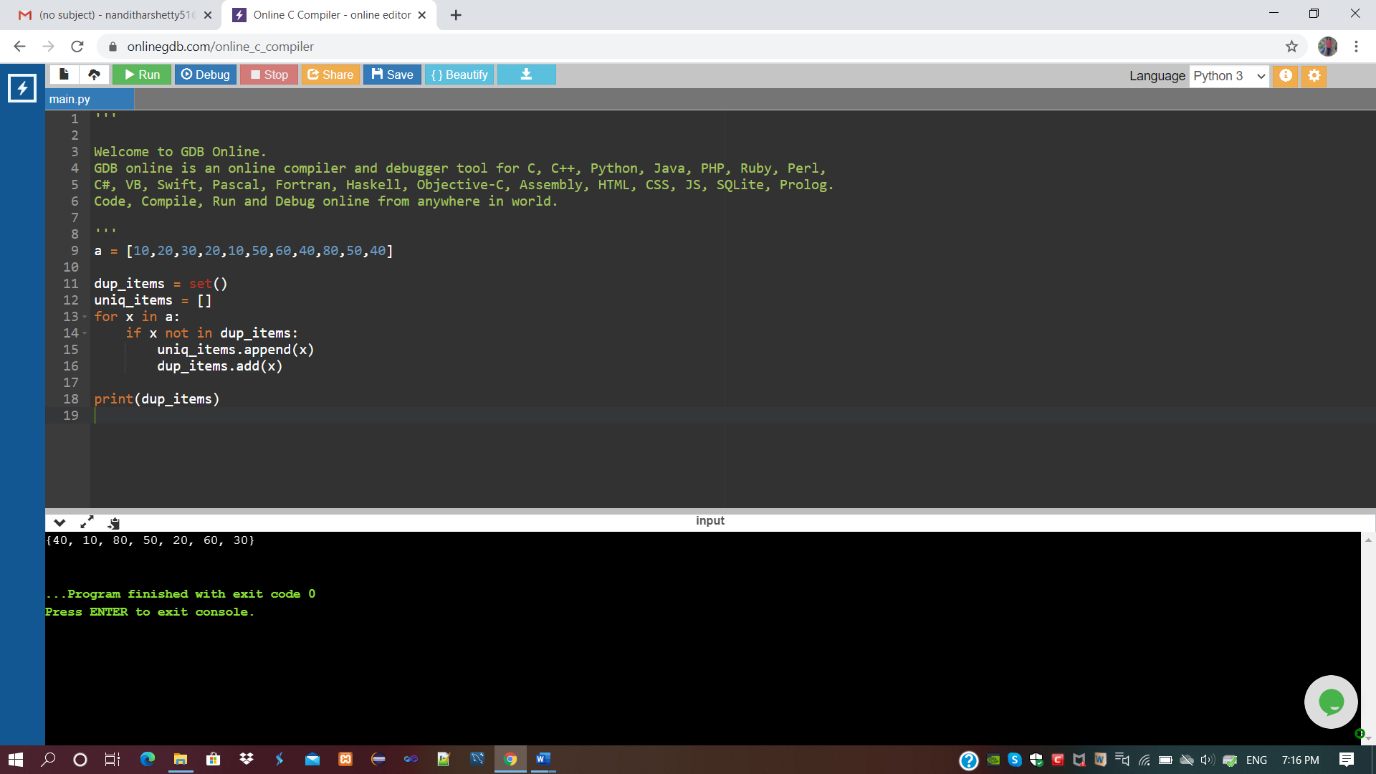 (no subject) - nanditharshetty516
Online C Compiler - online editor
onlinegdb.com/online_c_compiler
Run
Debug
Stop
Share
Save
{ } Beautify
Language
Python 3
main.py
1 '''
2
3 Welcome to GDB Online.
4 GDB online is an online compiler and debugger tool for C, C++, Python, Java, PHP, Ruby, Perl,
5 C#, VB, Swift, Pascal, Fortran, Haskell, Objective-C, Assembly, HTML, CSS, JS, SQLite, Prolog.
6 Code, Compile, Run and Debug online from anywhere in world.
7
8 '''
9 a = [10,20,30,20,10,50,60,40,80,50,40]
10
11 dup_items = set()
12 uniq_items = []
13 for x in a:
14     if x not in dup_items:
15         uniq_items.append(x)
16         dup_items.add(x)
17
18 print(dup_items)
19
input
{40, 10, 80, 50, 20, 60, 30}
...Program finished with exit code 0
Press ENTER to exit console.
ENG
7:16 PM